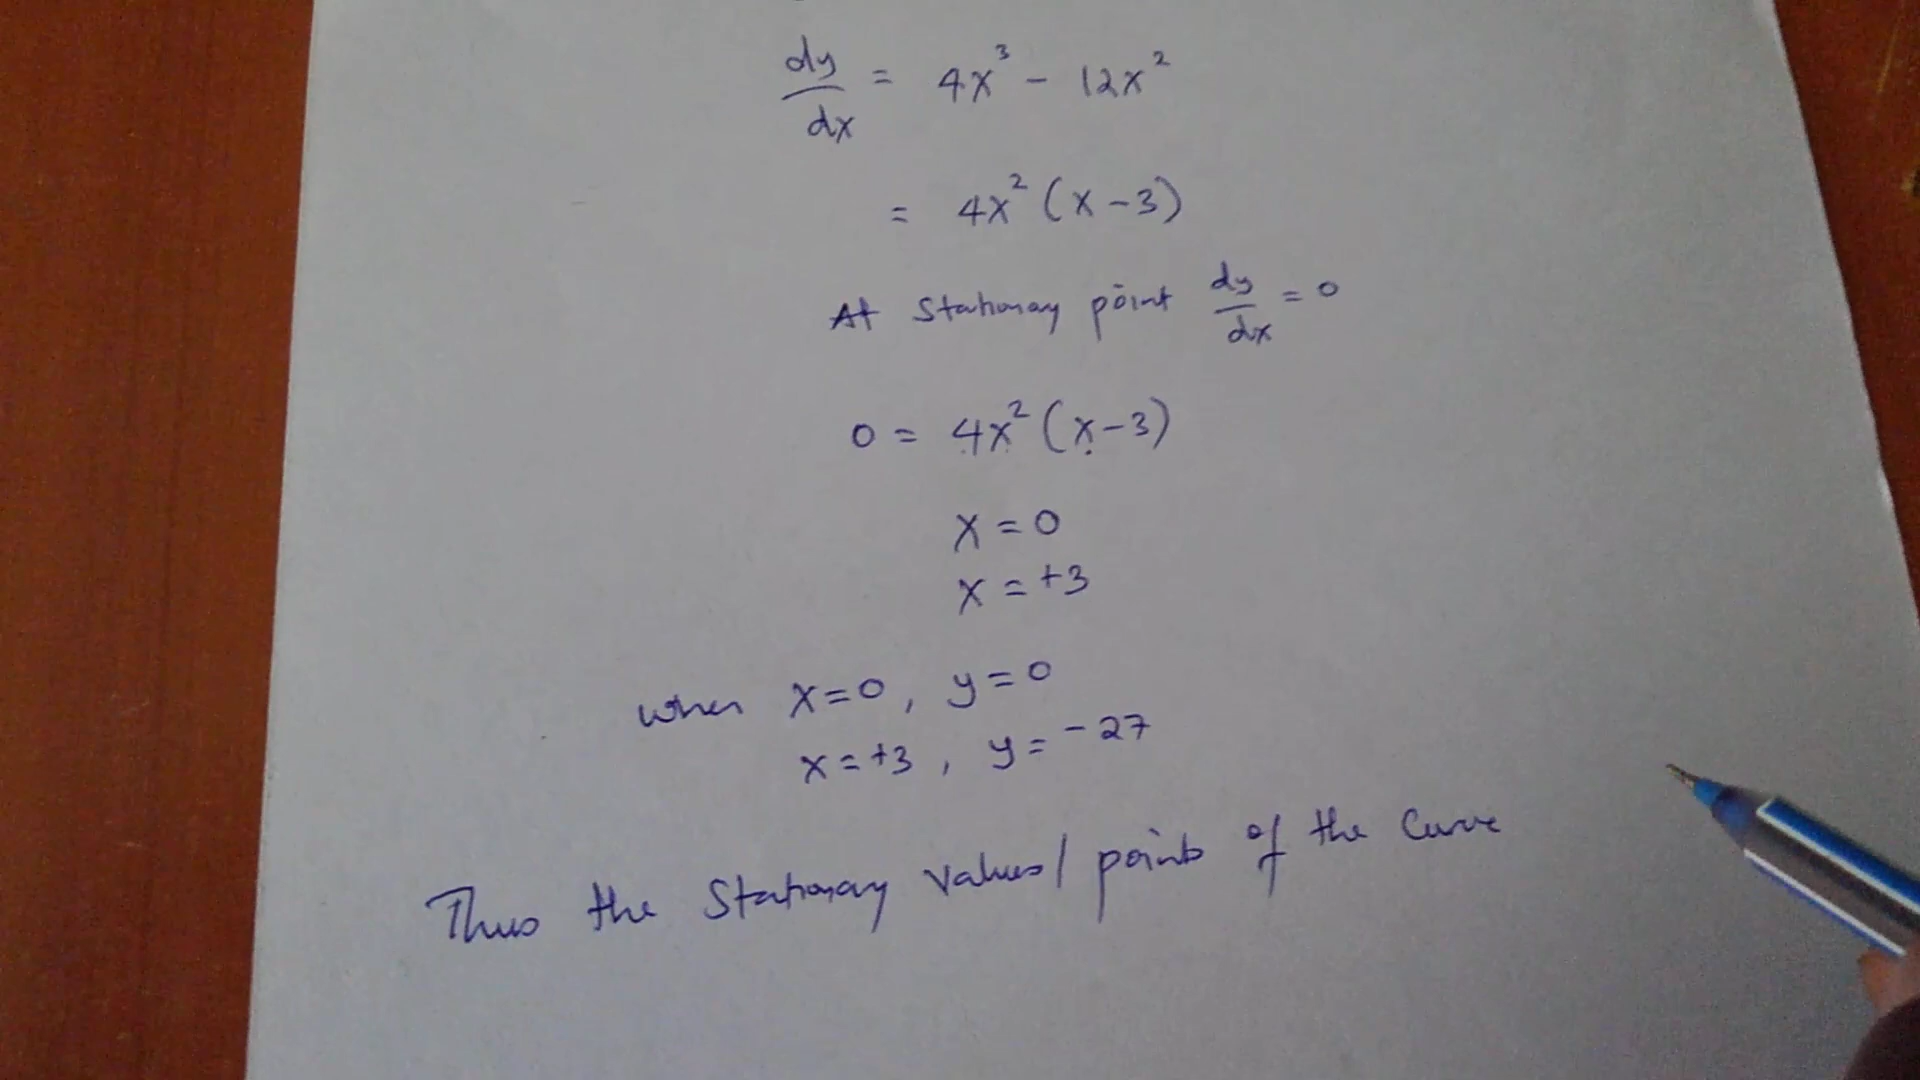 dy/dx = 4x³ - 12x²
= 4x² (x-3)
At Stationary point dy/dx = 0
0 = 4x² (x-3)
x = 0
x = +3
when x=0, y=0
x=+3, y=-27
Thus the Stationary values/ points of the curve